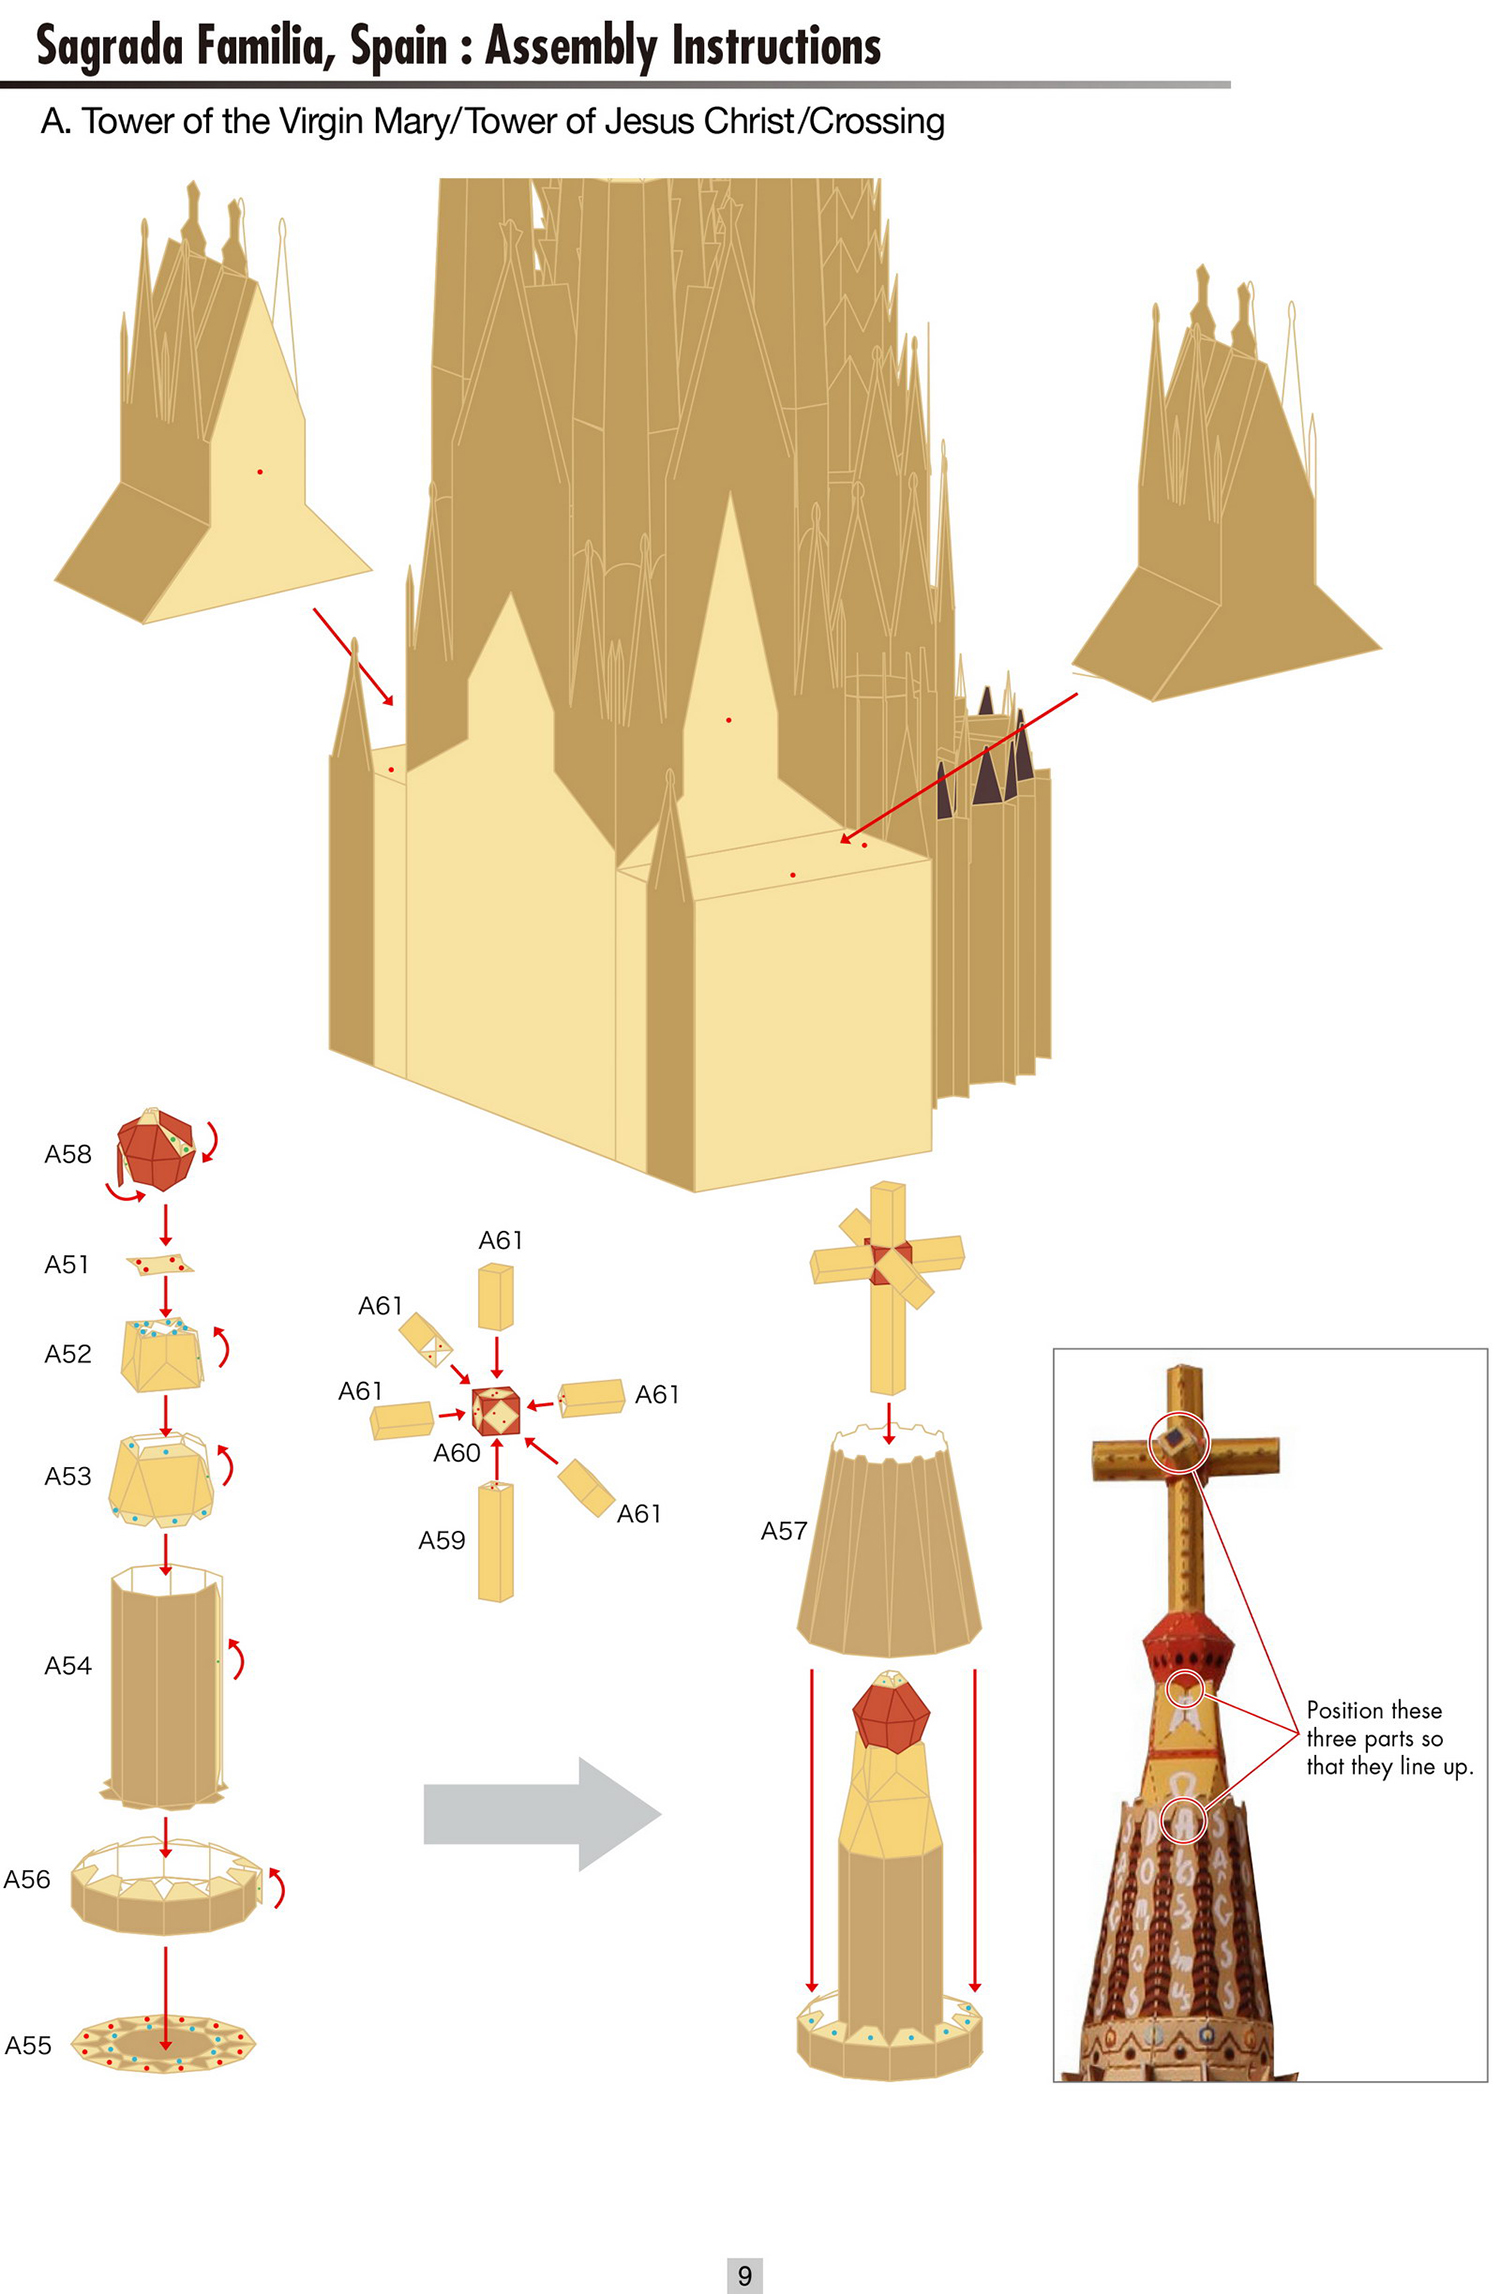 Sagrada Familia, Spain : Assembly Instructions
A. Tower of the Virgin Mary/Tower of Jesus Christ/Crossing
A58
A51
A52
A53
A54
A56
A55
A61
A61
A61
A61
A60
A61
A59
A57
Position these
three parts so
that they line up.
9